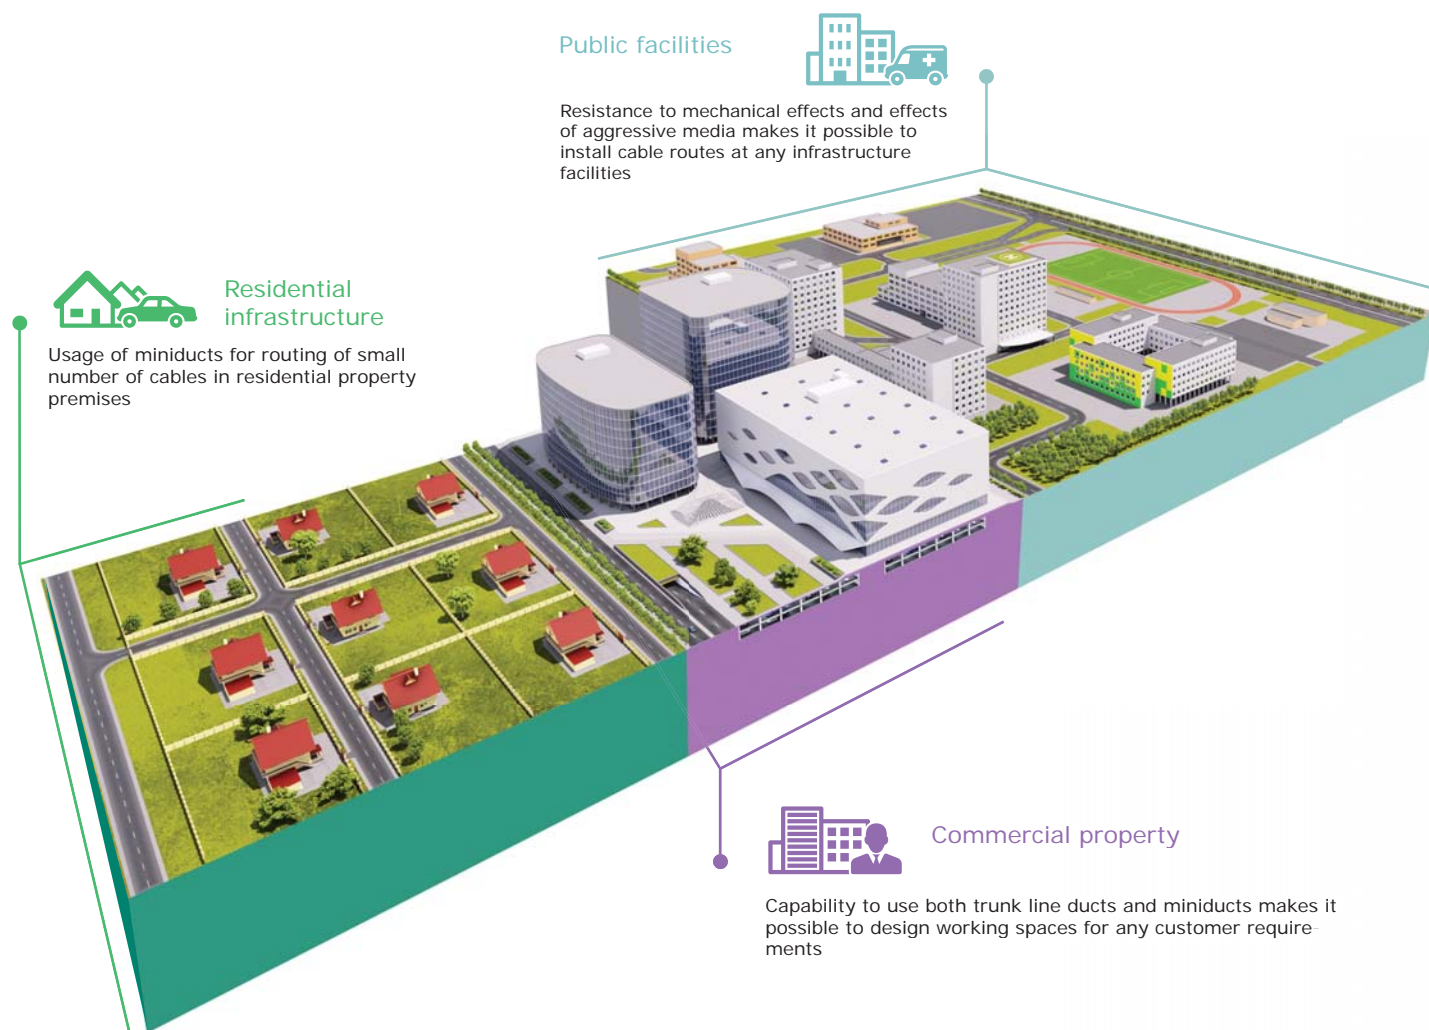 Public facilities
Resistance to mechanical effects and effects
of aggressive media makes it possible to
install cable routes at any infrastructure
facilities
Residential
infrastructure
Usage of miniducts for routing of small
number of cables in residential property
premises
Commercial property
Capability to use both trunk line ducts and miniducts makes it
possible to design working spaces for any customer require-
ments